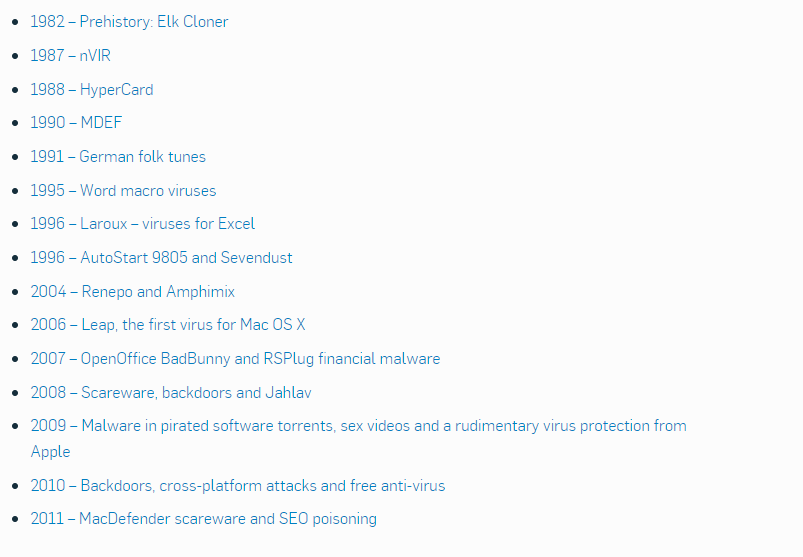 1982 – Prehistory: Elk Cloner
1987 – nVIR
1988 – HyperCard
1990 – MDEF
1991 – German folk tunes
1995 – Word macro viruses
1996 – Laroux – viruses for Excel
1996 – AutoStart 9805 and Sevendust
2004 – Renepo and Amphimix
2006 – Leap, the first virus for Mac OS X
2007 – OpenOffice BadBunny and RSPlug financial malware
2008 – Scareware, backdoors and Jahlav
2009 – Malware in pirated software torrents, sex videos and a rudimentary virus protection from
Apple
2010 – Backdoors, cross-platform attacks and free anti-virus
2011 – MacDefender scareware and SEO poisoning